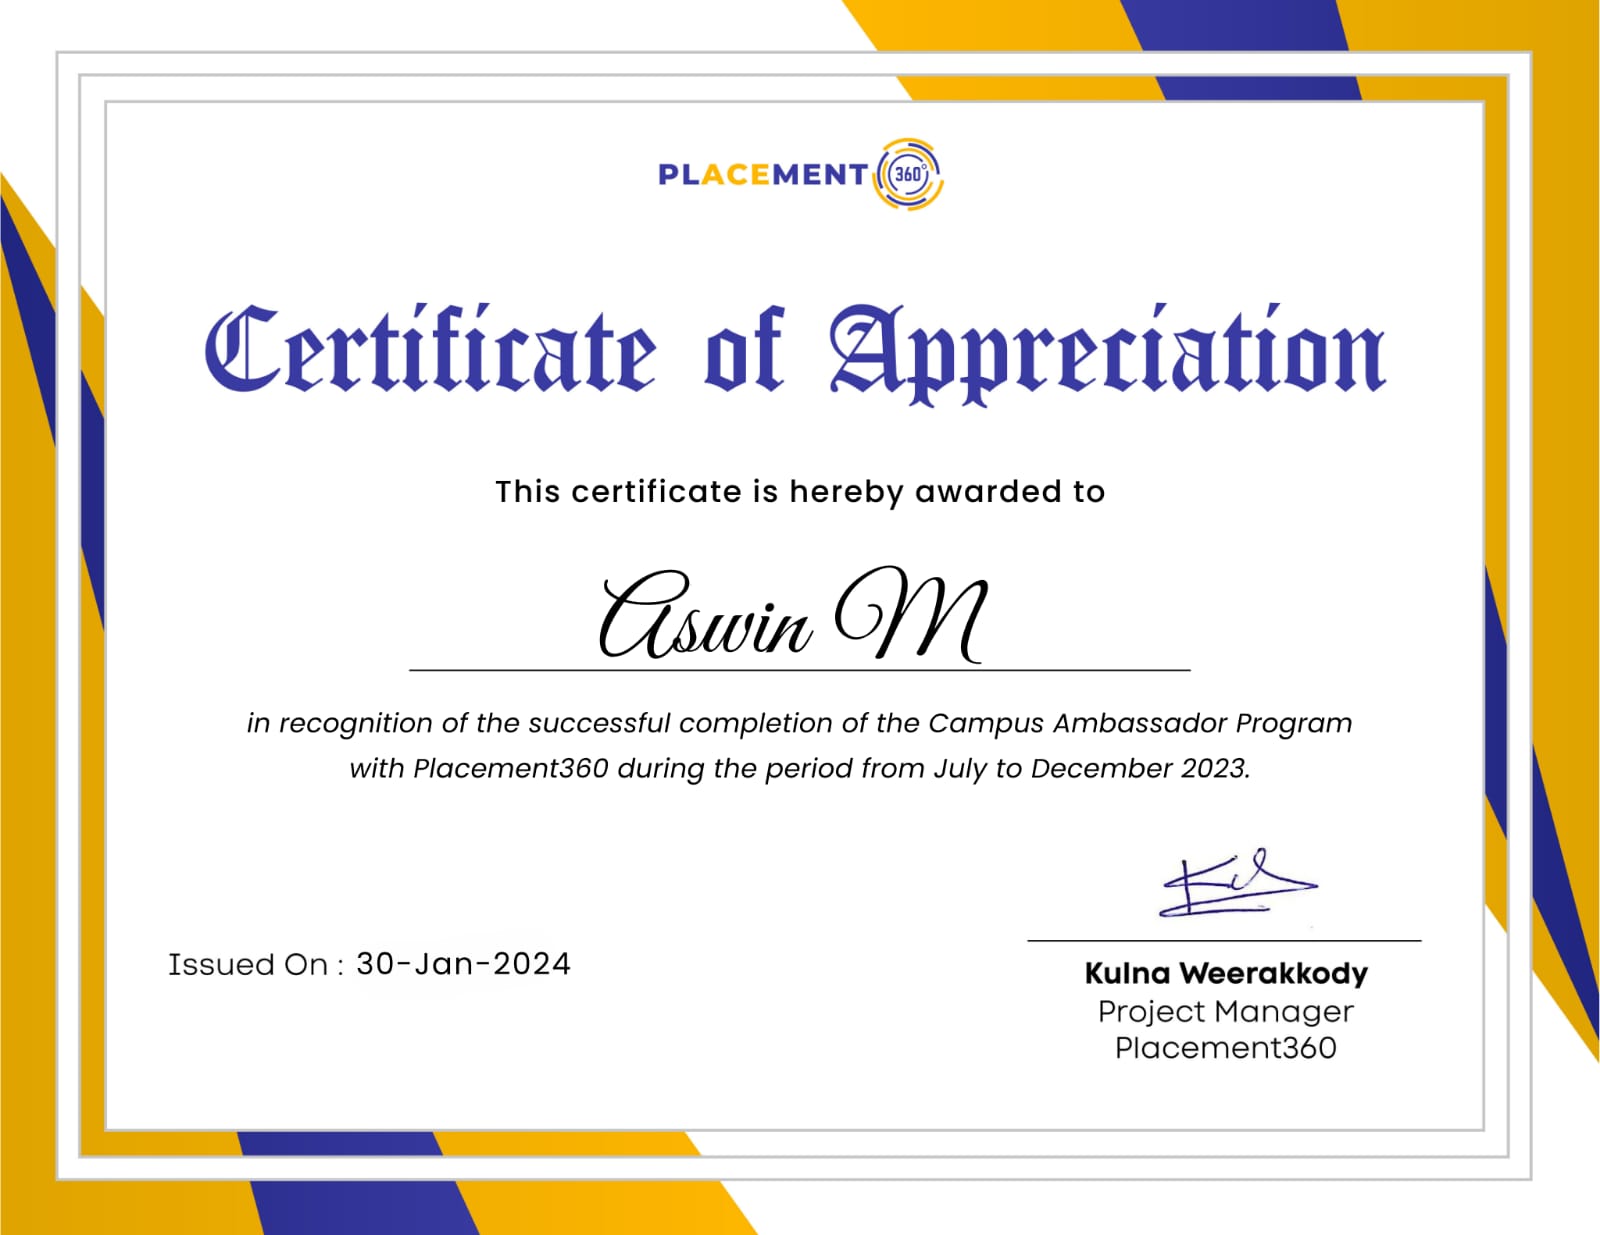 PLACEMENT 360°
Certificate of Appreciation
This certificate is hereby awarded to
Aswin M
in recognition of the successful completion of the Campus Ambassador Program
with Placement360 during the period from July to December 2023.
Issued On : 30-Jan-2024
Kulna Weerakkody
Project Manager
Placement360